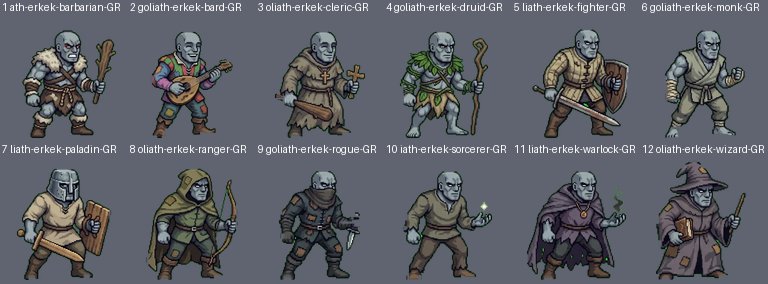 1 ath-erkek-barbarian-GR
2 goliath-erkek-bard-GR
3 oliath-erkek-cleric-GR
4 goliath-erkek-druid-GR
5 liath-erkek-fighter-GR
6 goliath-erkek-monk-GR
7 liath-erkek-paladin-GR
8 oliath-erkek-ranger-GR
9 goliath-erkek-rogue-GR
10 iath-erkek-sorcerer-GR
11 liath-erkek-warlock-GR
12 oliath-erkek-wizard-GR